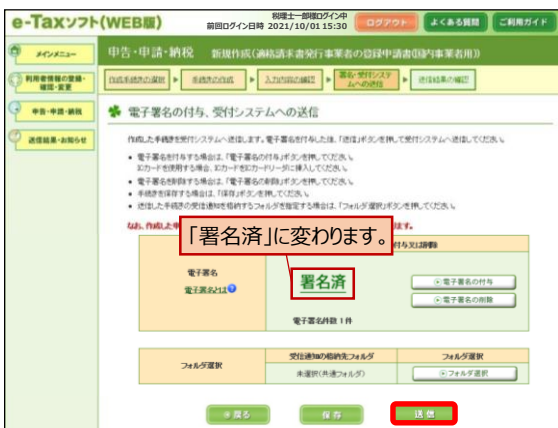 e-Taxソフト(WEB版)
税理士一郎様ログイン中
前回ログイン日時 2021/10/01 15:30
ログアウト
よくある質問
ご利用ガイド
メインメニュー
利用者情報の登録・
確認・変更
申告・申請・納税
送信結果・お知らせ
申告・申請・納税 新規作成(適格請求書発行事業者の登録申請書(国内事業者用))
作成手続きの選択
手続きの作成
入力内容の確認
署名・受付システ
ムへの送信
送信結果の確認
電子署名の付与、受付システムへの送信
作成した手続きを受付システムへ送信します。電子署名を付与した後、「送信」ボタンを押して受付システムへ送信してください。
電子署名を付与する場合は、「電子署名の付与」ボタンを押してください。
ICカードを使用する場合、ICカードをICカードリーダーに挿入してください。
電子署名を削除する場合は、「電子署名の削除」ボタンを押してください。
手続きを保存する場合は、「保存」ボタンを押してください。
送信した手続きの受信通知を格納するフォルダを指定する場合は、「フォルダ選択」ボタンを押してください。
なお、作成した手
ます。
「署名済」に変わります。
付与又は削除
電子署名
電子署名とは
署名済
電子署名の付与
電子署名の削除
電子署名件数 1 件
フォルダ選択
受信通知の格納先フォルダ
フォルダ選択
未選択(共通フォルダ)
フォルダ選択
戻る
保存
送信